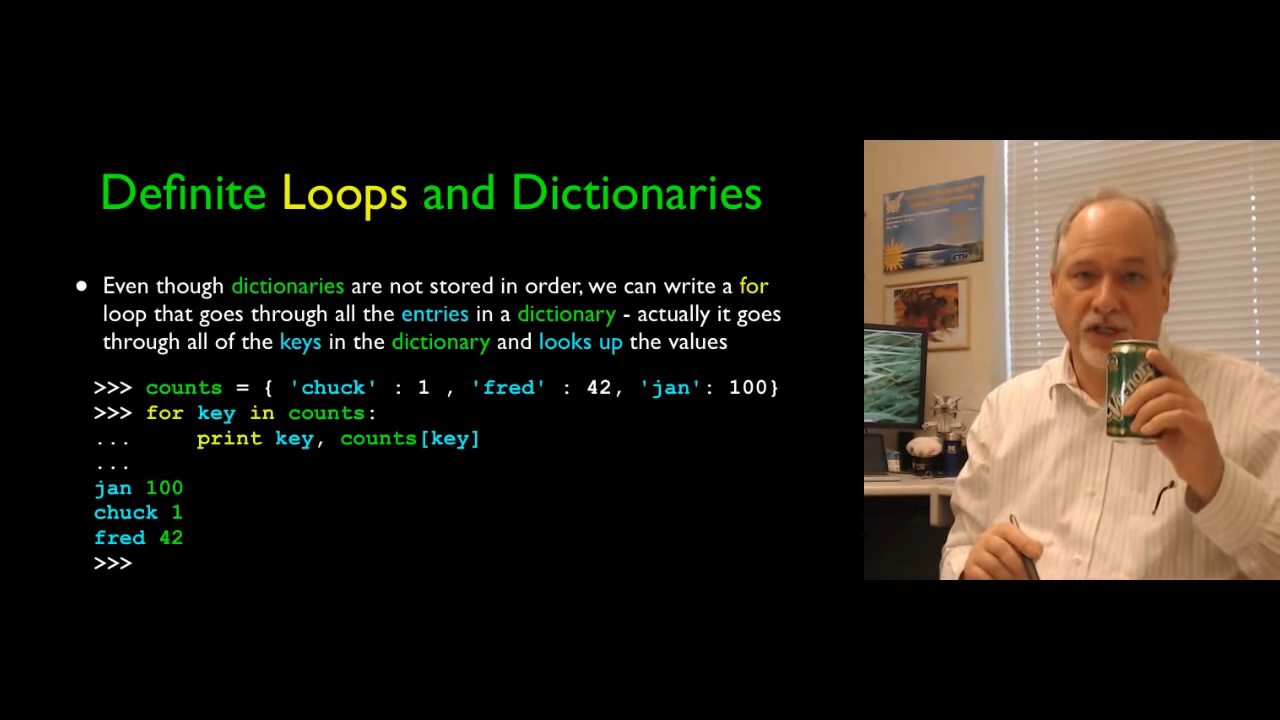 Definite Loops and Dictionaries
● Even though dictionaries are not stored in order, we can write a for
loop that goes through all the entries in a dictionary - actually it goes
through all of the keys in the dictionary and looks up the values
>>> counts = { 'chuck' : 1 , 'fred' : 42, 'jan': 100}
>>> for key in counts:
...     print key, counts[key]
...
jan 100
chuck 1
fred 42
>>>